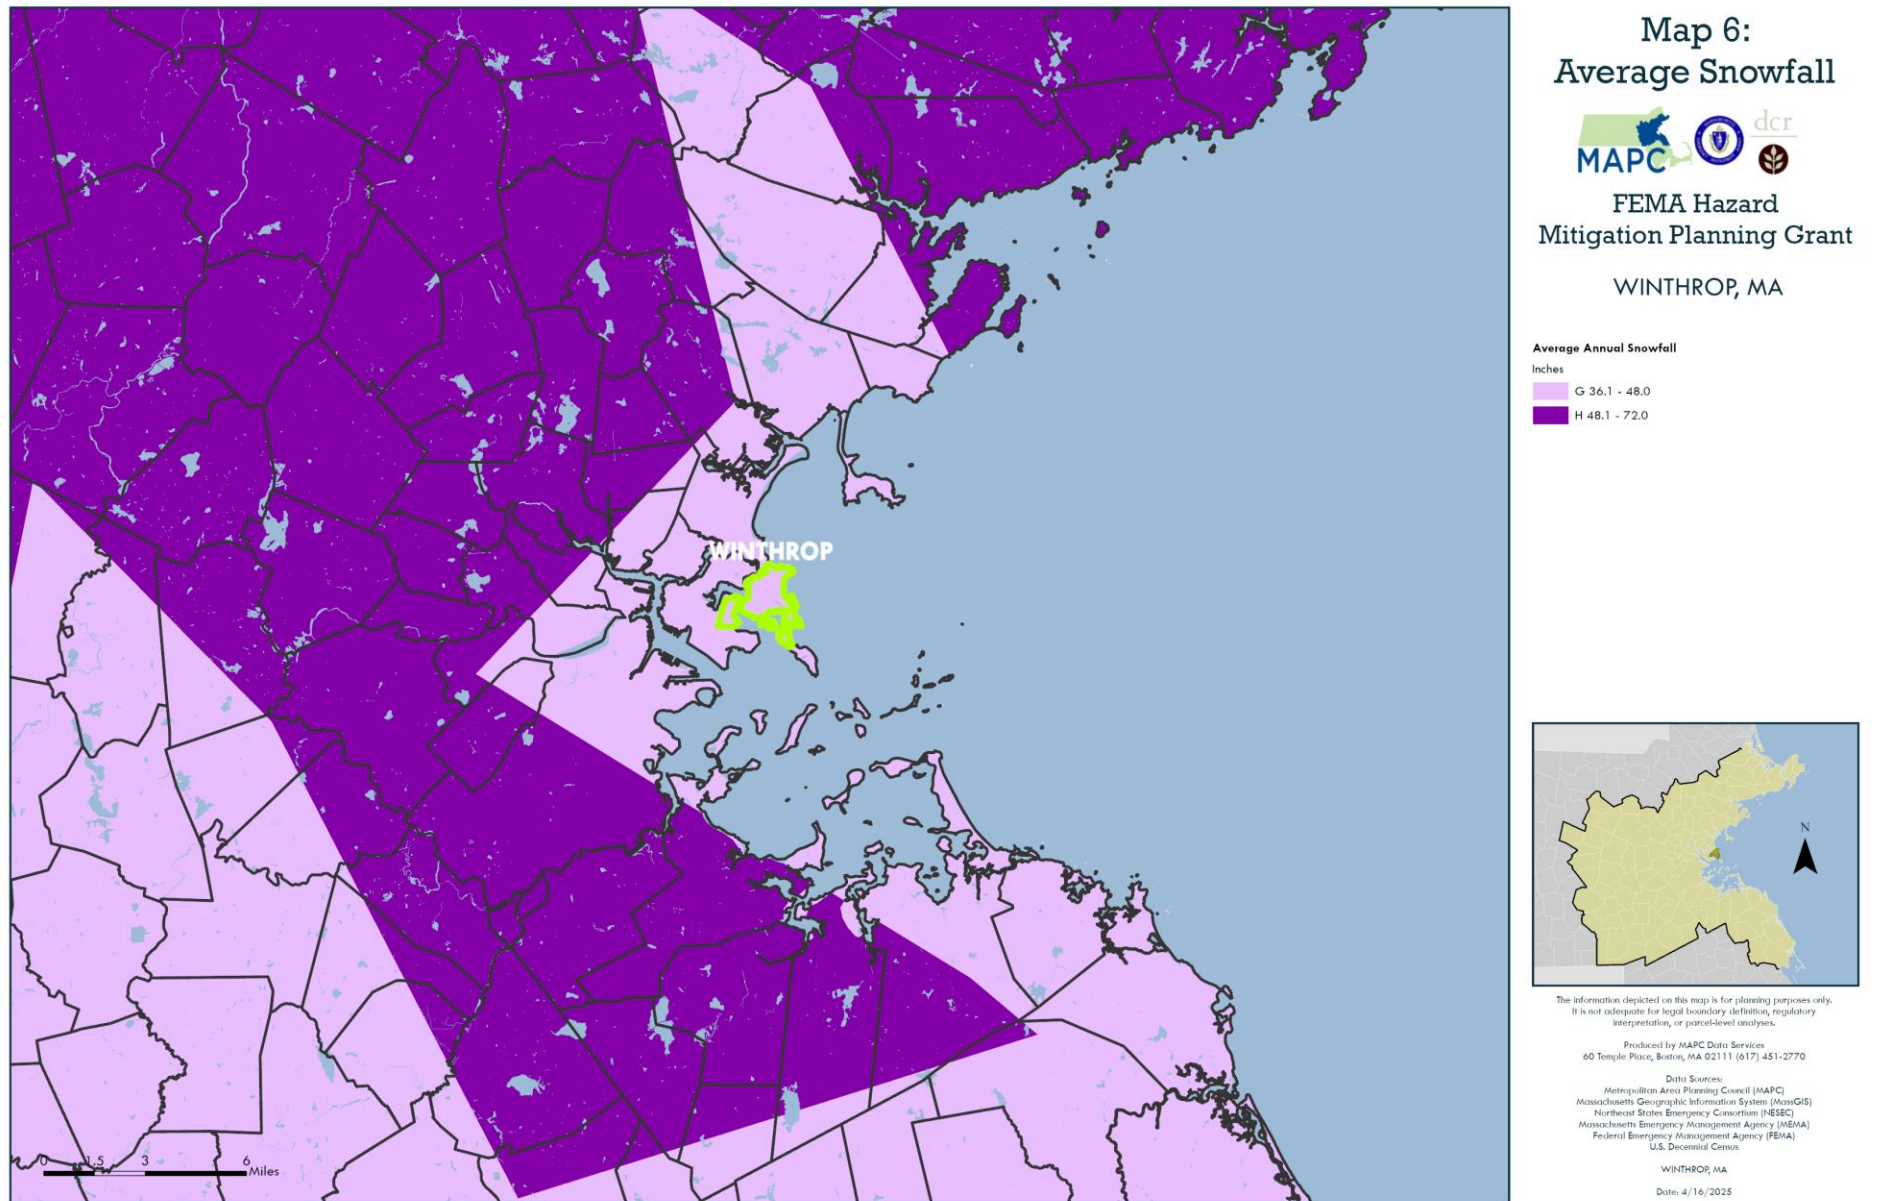 Map 6:
Average Snowfall
MAPC
dcr
FEMA Hazard
Mitigation Planning Grant
WINTHROP, MA
Average Annual Snowfall
Inches
G 36.1 - 48.0
H 48.1 - 72.0
WINTHROP
0 1.5 3 6
Miles
N
The information depicted on this map is for planning purposes only.
It is not adequate for legal boundary definition, regulatory
interpretation, or parcel-level analyses.
Produced by MAPC Data Services
60 Temple Place, Boston, MA 02111 (617) 451-2770
Data Sources:
Metropolitan Area Planning Council (MAPC)
Massachusetts Geographic Information System (MassGIS)
Northeast States Emergency Consortium (NESEC)
Massachusetts Emergency Management Agency (MEMA)
Federal Emergency Management Agency (FEMA)
U.S. Decennial Census
WINTHROP, MA
Date: 4/16/2025